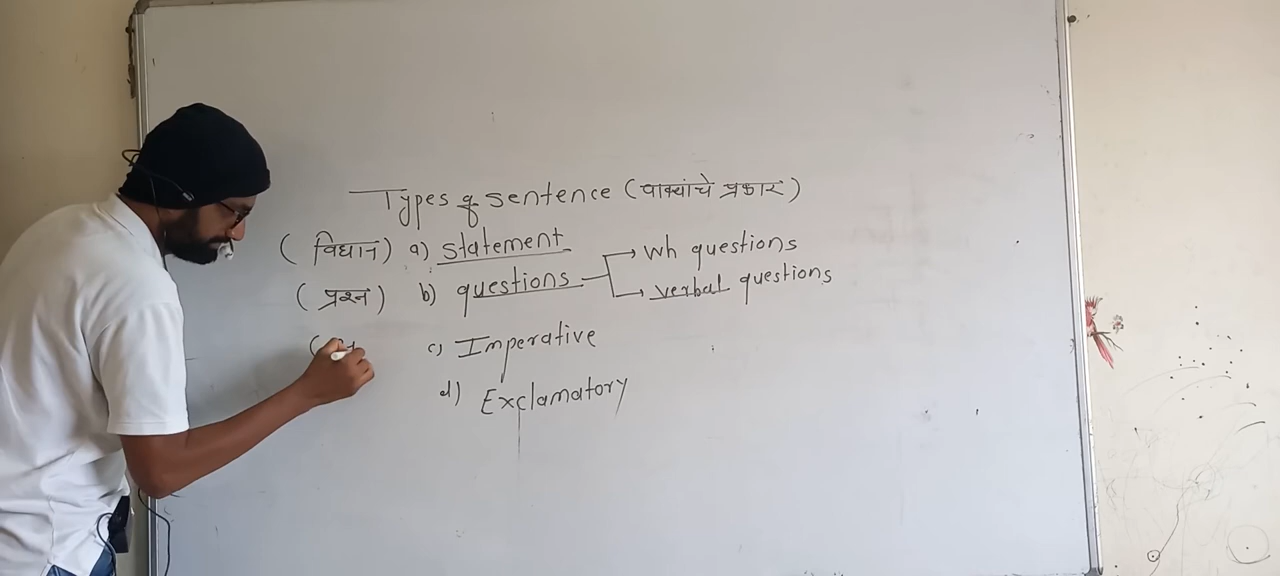 Types of sentence (वाक्यांचे प्रकार)
(विधान) a) statement
(प्रश्न) b) questions → Wh questions
→ verbal questions
c) Imperative
d) Exclamatory